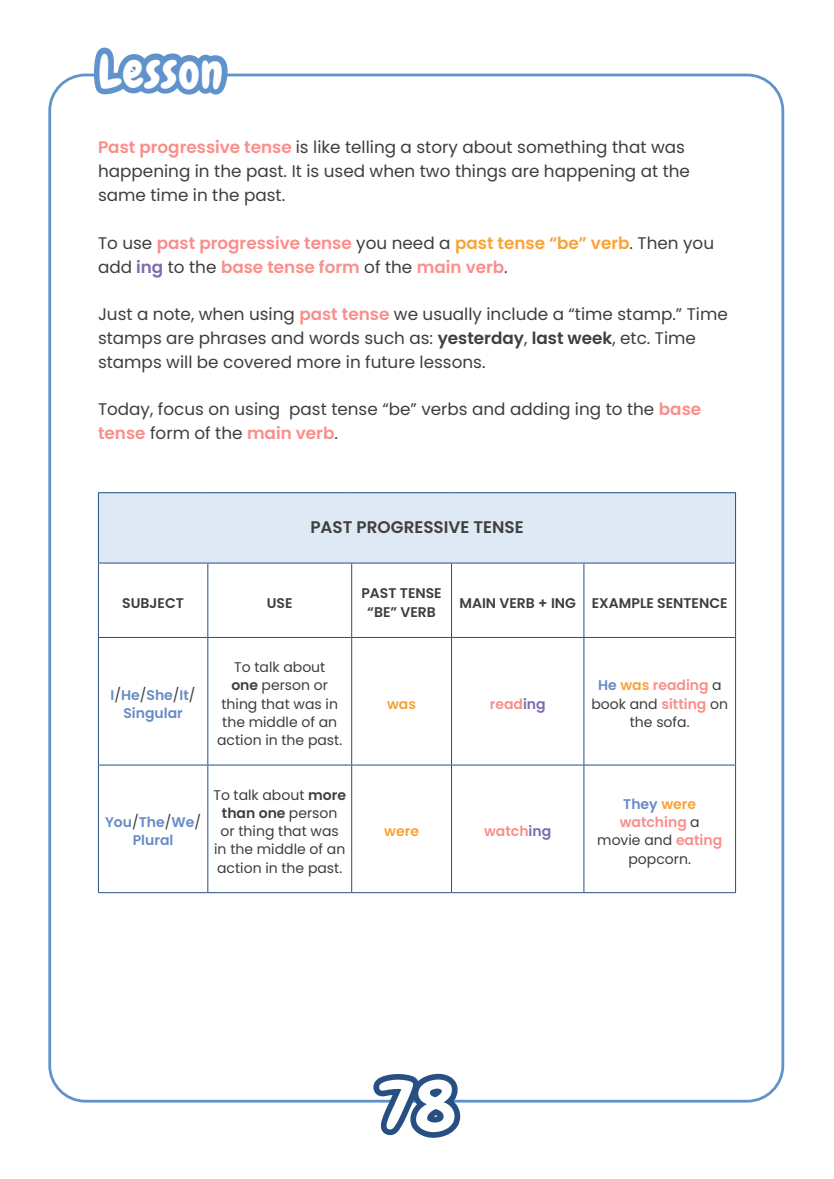 Lesson
Past progressive tense is like telling a story about something that was
happening in the past. It is used when two things are happening at the
same time in the past.
To use past progressive tense you need a past tense “be” verb. Then you
add ing to the base tense form of the main verb.
Just a note, when using past tense we usually include a “time stamp.” Time
stamps are phrases and words such as: yesterday, last week, etc. Time
stamps will be covered more in future lessons.
Today, focus on using  past tense “be” verbs and adding ing to the base
tense form of the main verb.
PAST PROGRESSIVE TENSE
SUBJECT
USE
PAST TENSE
“BE” VERB
MAIN VERB + ING
EXAMPLE SENTENCE
I/He/She/It/
Singular
To talk about
one person or
thing that was in
the middle of an
action in the past.
was
reading
He was reading a
book and sitting on
the sofa.
You/The/We/
Plural
To talk about more
than one person
or thing that was
in the middle of an
action in the past.
were
watching
They were
watching a
movie and eating
popcorn.
78